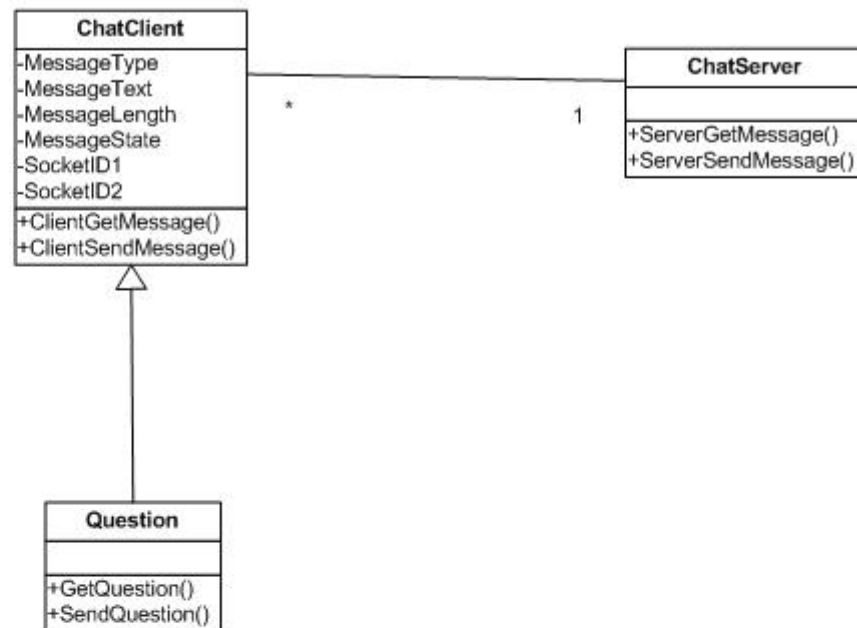 ChatClient
-MessageType
-MessageText
-MessageLength
-MessageState
-SocketID1
-SocketID2
+ClientGetMessage()
+ClientSendMessage()
*
1
ChatServer
+ServerGetMessage()
+ServerSendMessage()
Question
+GetQuestion()
+SendQuestion()